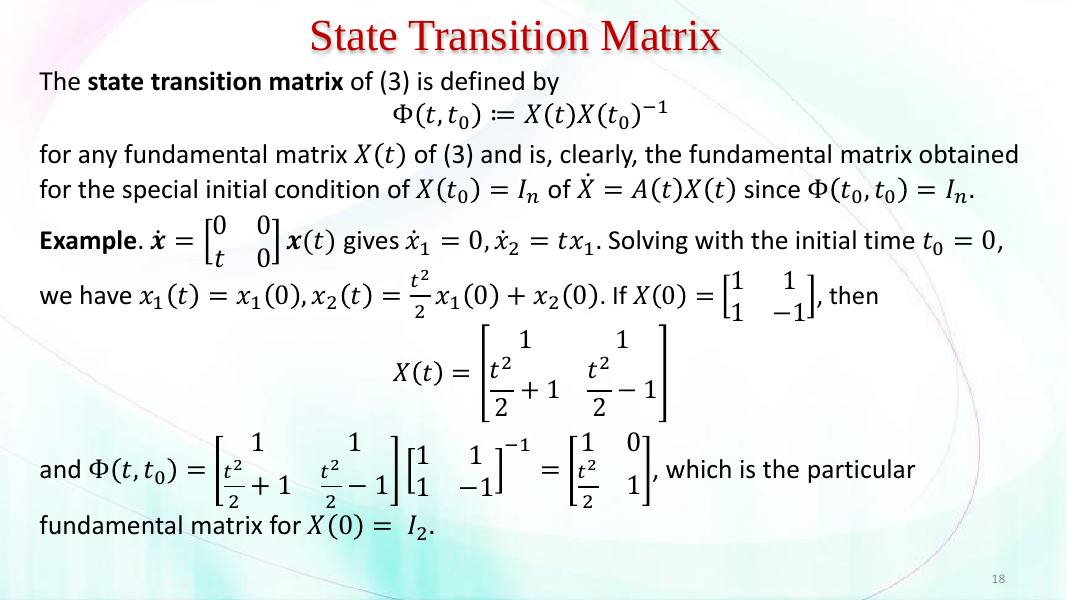 State Transition Matrix
The state transition matrix of (3) is defined by
Φ(t, t₀) ≔ X(t)X(t₀)⁻¹
for any fundamental matrix X(t) of (3) and is, clearly, the fundamental matrix obtained
for the special initial condition of X(t₀) = Iₙ of Ẋ = A(t)X(t) since Φ(t₀, t₀) = Iₙ.
Example. ẋ = [0 0; t 0] x(t) gives ẋ₁ = 0, ẋ₂ = tx₁. Solving with the initial time t₀ = 0,
we have x₁(t) = x₁(0), x₂(t) = t²/2 x₁(0) + x₂(0). If X(0) = [1 1; 1 −1], then
X(t) = [1 1; t²/2 + 1 t²/2 − 1]
and Φ(t, t₀) = [1 1; t²/2 + 1 t²/2 − 1] [1 1; 1 −1]⁻¹ = [1 0; t²/2 1], which is the particular
fundamental matrix for X(0) = I₂.
18